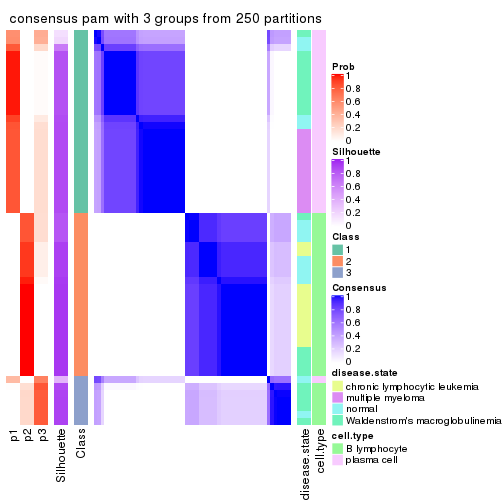 consensus pam with 3 groups from 250 partitions
Prob
1
0.8
0.6
0.4
0.2
0
Silhouette
1
0.8
0.6
0.4
0.2
0
Class
1
2
3
Consensus
1
0.8
0.6
0.4
0.2
0
disease.state
chronic lymphocytic leukemia
multiple myeloma
normal
Waldenstrom's macroglobulinemia
cell.type
B lymphocyte
plasma cell
p1
p2
p3
Silhouette
Class
disease.state
cell.type